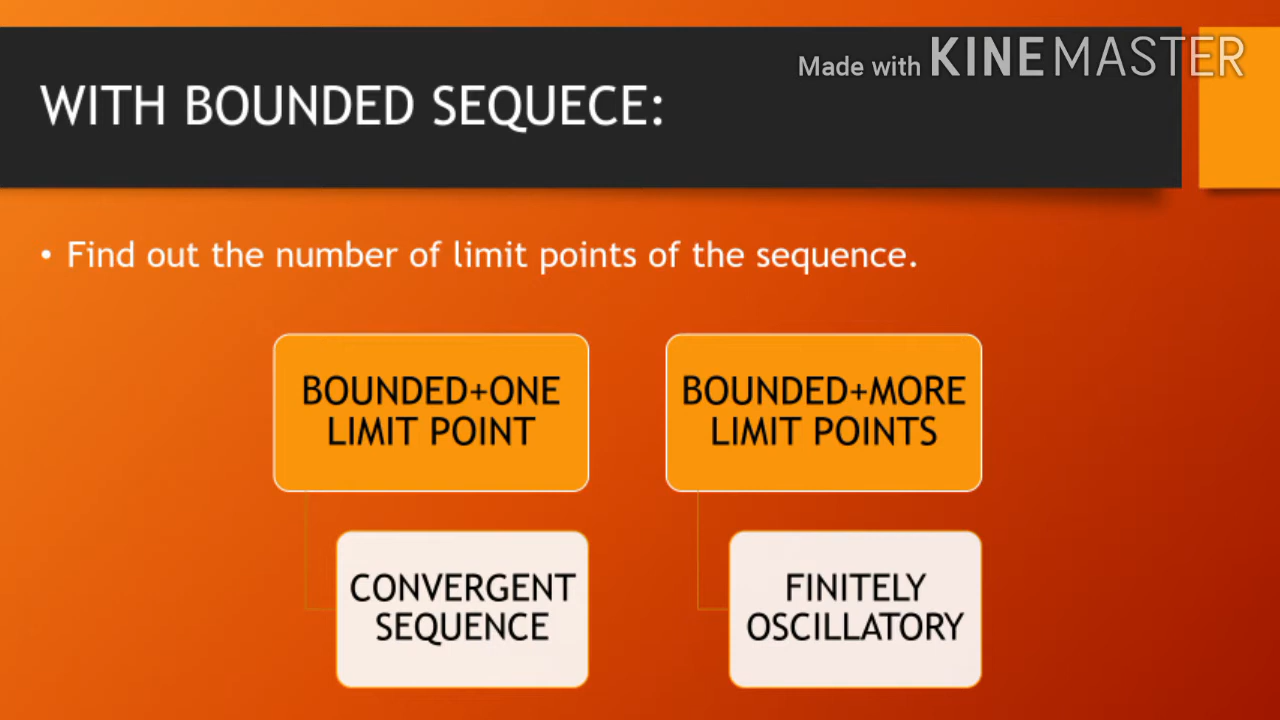 Made with KINEMASTER
WITH BOUNDED SEQUECE:
• Find out the number of limit points of the sequence.
BOUNDED+ONE
LIMIT POINT
BOUNDED+MORE
LIMIT POINTS
CONVERGENT
SEQUENCE
FINITELY
OSCILLATORY